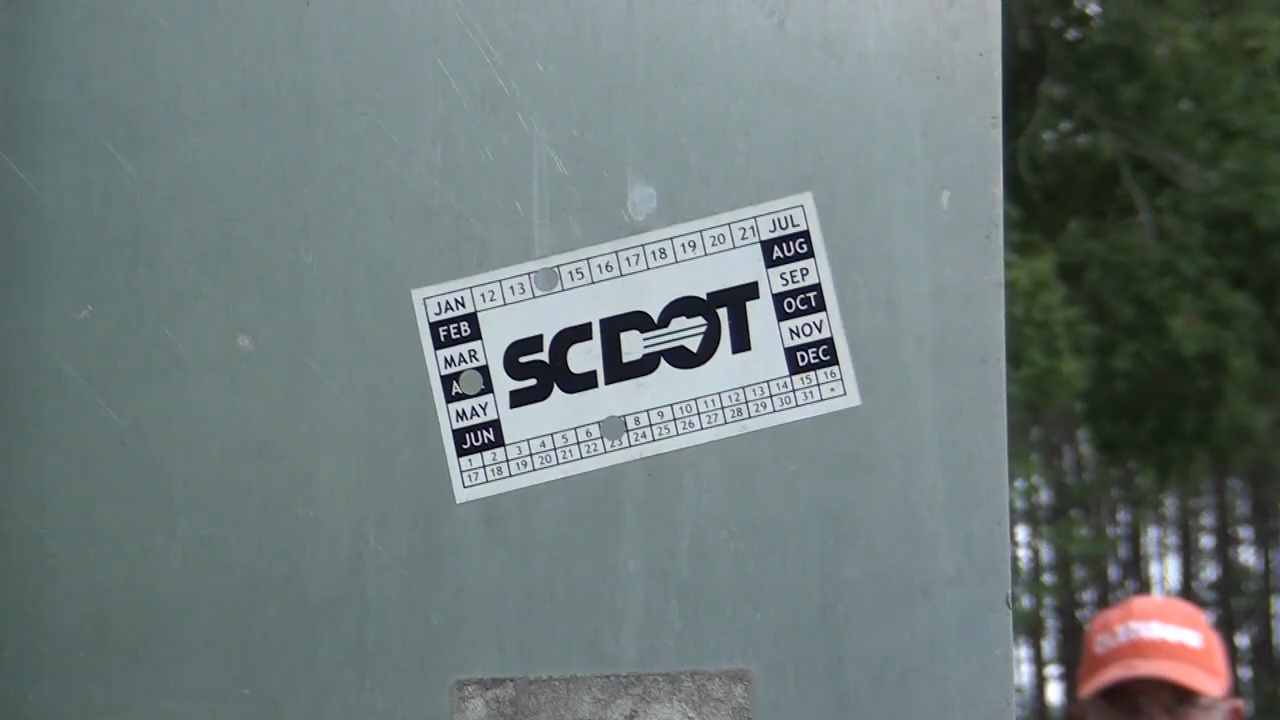 JAN 12 13 15 16 17 18 19 20 21 JUL
FEB AUG
MAR SEP
OCT
MAY NOV
JUN DEC
SCDOT
1 2 3 4 5 6 8 9 10 11 12 13 14 15 16
17 18 19 20 21 22 23 24 25 26 27 28 29 30 31 *